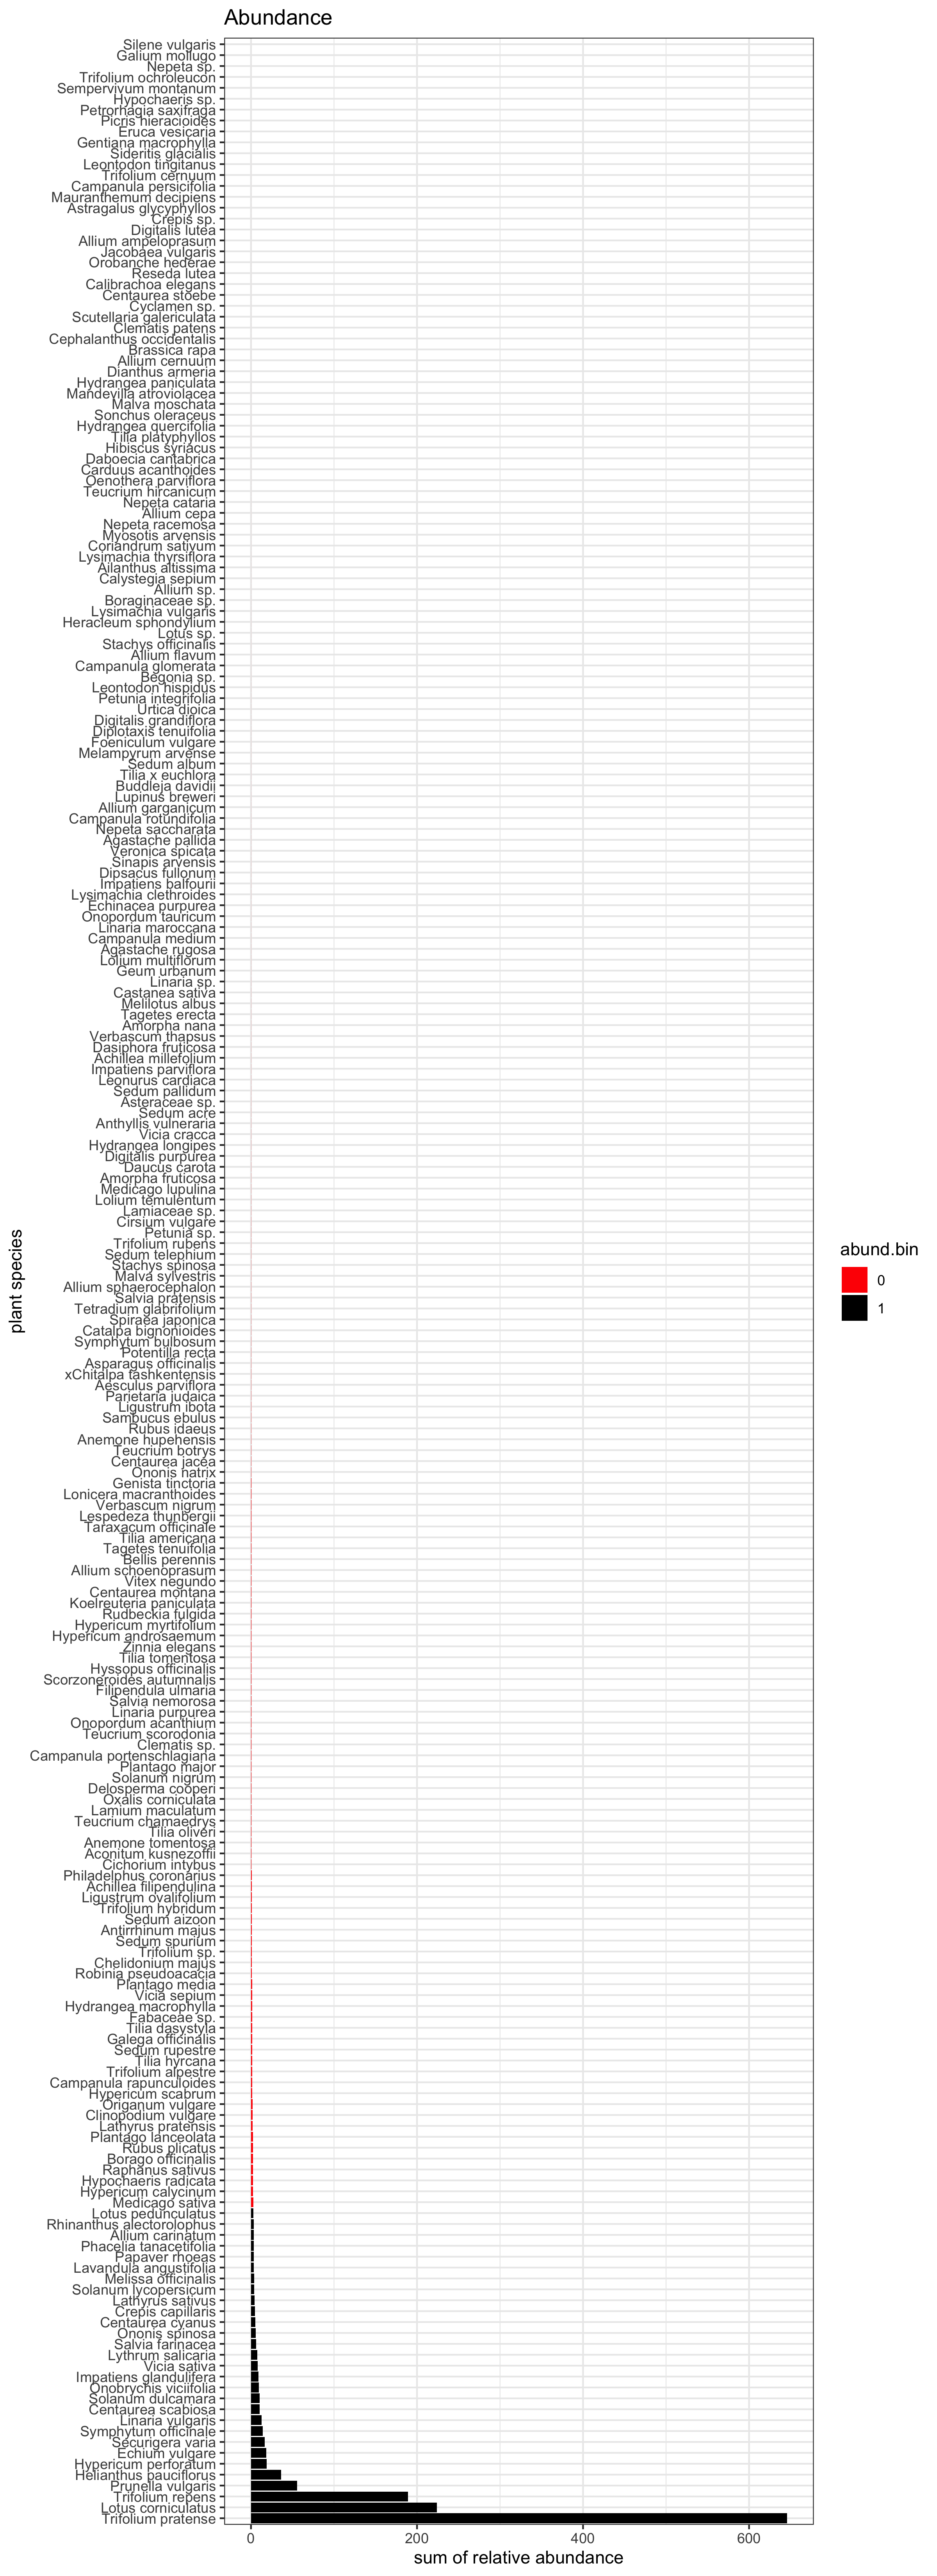 Abundance
plant species
Silene vulgaris
Galium mollugo
Nepeta sp.
Trifolium ochroleucon
Sempervivum montanum
Hypochaeris sp.
Petrorhagia saxifraga
Picris hieracioides
Eruca vesicaria
Gentiana macrophylla
Sideritis glacialis
Leontodon tingitanus
Trifolium cernuum
Campanula persicifolia
Mauranthemum decipiens
Astragalus glycyphyllos
Crepis sp.
Digitalis lutea
Allium ampeloprasum
Jacobaea vulgaris
Orobanche hederae
Reseda lutea
Calibrachoa elegans
Centaurea stoebe
Cyclamen sp.
Scutellaria galericulata
Clematis patens
Cephalanthus occidentalis
Brassica rapa
Allium cernuum
Dianthus armeria
Hydrangea paniculata
Mandevilla atroviolacea
Malva moschata
Sonchus oleraceus
Hydrangea quercifolia
Tilia platyphyllos
Hibiscus syriacus
Daboecia cantabrica
Carduus acanthoides
Oenothera parviflora
Teucrium hircanicum
Nepeta cataria
Allium cepa
Nepeta racemosa
Myosotis arvensis
Coriandrum sativum
Lysimachia thyrsiflora
Ailanthus altissima
Calystegia sepium
Allium sp.
Boraginaceae sp.
Lysimachia vulgaris
Heracleum sphondylium
Lotus sp.
Stachys officinalis
Allium flavum
Campanula glomerata
Begonia sp.
Leontodon hispidus
Petunia integrifolia
Urtica dioica
Digitalis grandiflora
Diplotaxis tenuifolia
Foeniculum vulgare
Melampyrum arvense
Sedum album
Tilia x euchlora
Buddleja davidii
Lupinus breweri
Allium garganicum
Campanula rotundifolia
Nepeta saccharata
Agastache pallida
Veronica spicata
Sinapis arvensis
Dipsacus fullonum
Impatiens balfourii
Lysimachia clethroides
Echinacea purpurea
Onopordum tauricum
Linaria maroccana
Campanula medium
Agastache rugosa
Lolium multiflorum
Geum urbanum
Linaria sp.
Castanea sativa
Melilotus albus
Tagetes erecta
Amorpha nana
Verbascum thapsus
Dasiphora fruticosa
Achillea millefolium
Impatiens parviflora
Leonurus cardiaca
Sedum pallidum
Asteraceae sp.
Sedum acre
Anthyllis vulneraria
Vicia cracca
Hydrangea longipes
Digitalis purpurea
Daucus carota
Amorpha fruticosa
Medicago lupulina
Lolium temulentum
Lamiaceae sp.
Cirsium vulgare
Petunia sp.
Trifolium rubens
Sedum telephium
Stachys spinosa
Malva sylvestris
Allium sphaerocephalon
Salvia pratensis
Tetradium glabrifolium
Spiraea japonica
Catalpa bignonioides
Symphytum bulbosum
Potentilla recta
Asparagus officinalis
xChitalpa tashkentensis
Aesculus parviflora
Parietaria judaica
Ligustrum ibota
Sambucus ebulus
Rubus idaeus
Anemone hupehensis
Teucrium botrys
Centaurea jacea
Ononis natrix
Genista tinctoria
Lonicera macranthoides
Verbascum nigrum
Lespedeza thunbergii
Taraxacum officinale
Tilia americana
Tagetes tenuifolia
Bellis perennis
Allium schoenoprasum
Vitex negundo
Centaurea montana
Koelreuteria paniculata
Rudbeckia fulgida
Hypericum myrtifolium
Hypericum androsaemum
Zinnia elegans
Tilia tomentosa
Hyssopus officinalis
Scorzoneroides autumnalis
Filipendula ulmaria
Salvia nemorosa
Linaria purpurea
Onopordum acanthium
Teucrium scorodonia
Clematis sp.
Campanula portenschlagiana
Plantago major
Solanum nigrum
Delosperma cooperi
Oxalis corniculata
Lamium maculatum
Teucrium chamaedrys
Tilia oliveri
Anemone tomentosa
Aconitum kusnezoffii
Cichorium intybus
Philadelphus coronarius
Achillea filipendulina
Ligustrum ovalifolium
Trifolium hybridum
Sedum aizoon
Antirrhinum majus
Sedum spurium
Trifolium sp.
Chelidonium majus
Robinia pseudoacacia
Plantago media
Vicia sepium
Hydrangea macrophylla
Fabaceae sp.
Tilia dasystyla
Galega officinalis
Sedum rupestre
Tilia hyrcana
Trifolium alpestre
Campanula rapunculoides
Hypericum scabrum
Origanum vulgare
Clinopodium vulgare
Lathyrus pratensis
Plantago lanceolata
Rubus plicatus
Borago officinalis
Raphanus sativus
Hypochaeris radicata
Hypericum calycinum
Medicago sativa
Lotus pedunculatus
Rhinanthus alectorolophus
Allium carinatum
Phacelia tanacetifolia
Papaver rhoeas
Lavandula angustifolia
Melissa officinalis
Solanum lycopersicum
Lathyrus sativus
Crepis capillaris
Centaurea cyanus
Ononis spinosa
Salvia farinacea
Lythrum salicaria
Vicia sativa
Impatiens glandulifera
Onobrychis viciifolia
Solanum dulcamara
Centaurea scabiosa
Linaria vulgaris
Symphytum officinale
Securigera varia
Echium vulgare
Hypericum perforatum
Helianthus pauciflorus
Prunella vulgaris
Trifolium repens
Lotus corniculatus
Trifolium pratense
0 200 400 600
sum of relative abundance
abund.bin
0
1